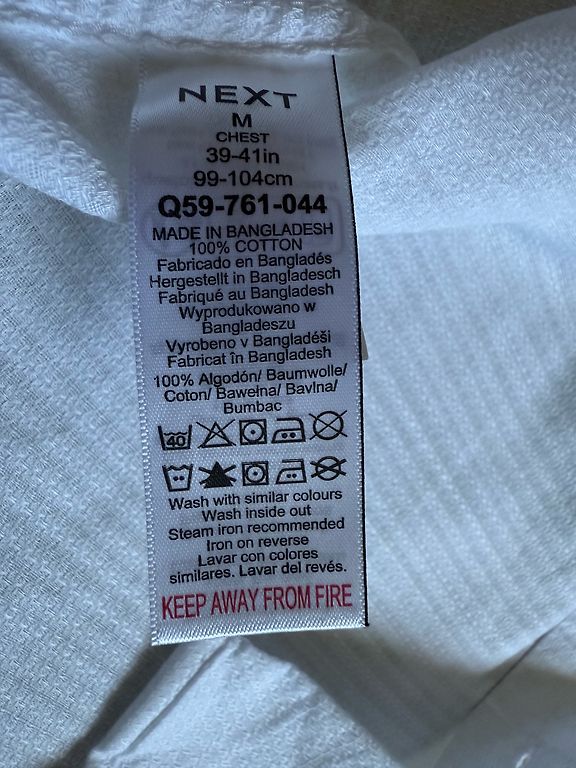 NEXT
M
CHEST
39-41in
99-104cm
Q59-761-044
MADE IN BANGLADESH
100% COTTON
Fabricado en Bangladés
Hergestellt in Bangladesch
Fabriqué au Bangladesh
Wyprodukowano w
Bangladeszu
Vyrobeno v Bangladéši
Fabricat în Bangladesh
100% Algodón/ Baumwolle/
Coton/ Bawełna/ Bavlna/
Bumbac
40
Wash with similar colours
Wash inside out
Steam iron recommended
Iron on reverse
Lavar con colores
similares. Lavar del revés.
KEEP AWAY FROM FIRE